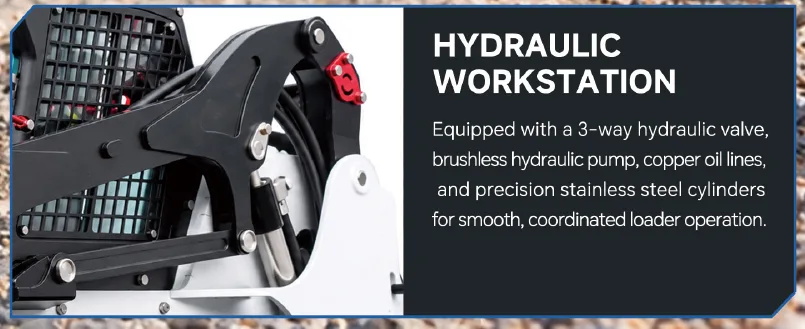 HYDRAULIC
WORKSTATION
Equipped with a 3-way hydraulic valve,
brushless hydraulic pump, copper oil lines,
and precision stainless steel cylinders
for smooth, coordinated loader operation.